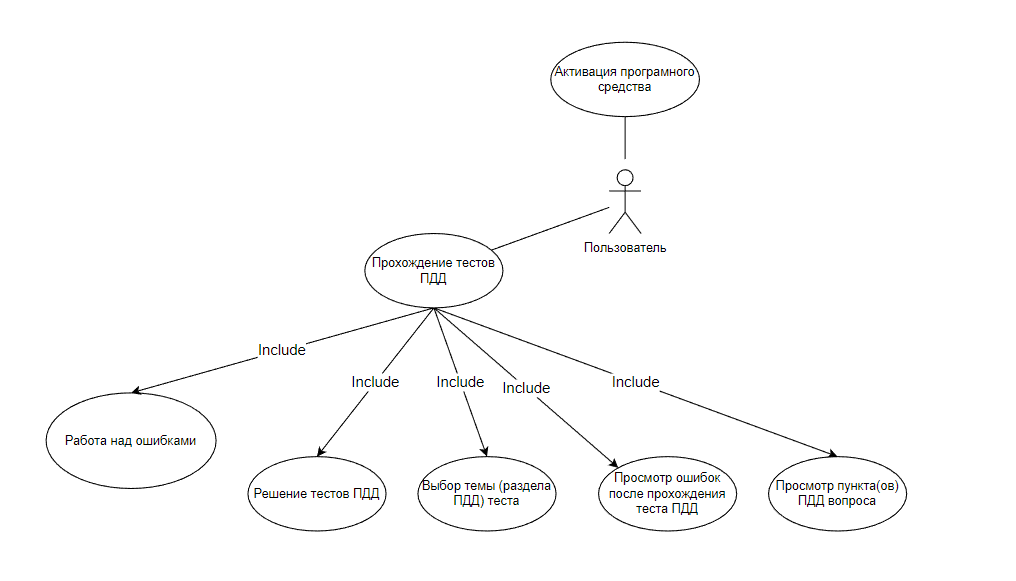 Активация програмного
средства
Пользователь
Прохождение тестов
ПДД
Include
Include
Include
Include
Include
Работа над ошибками
Решение тестов ПДД
Выбор темы (раздела
ПДД) теста
Просмотр ошибок
после прохождения
теста ПДД
Просмотр пункта(ов)
ПДД вопроса